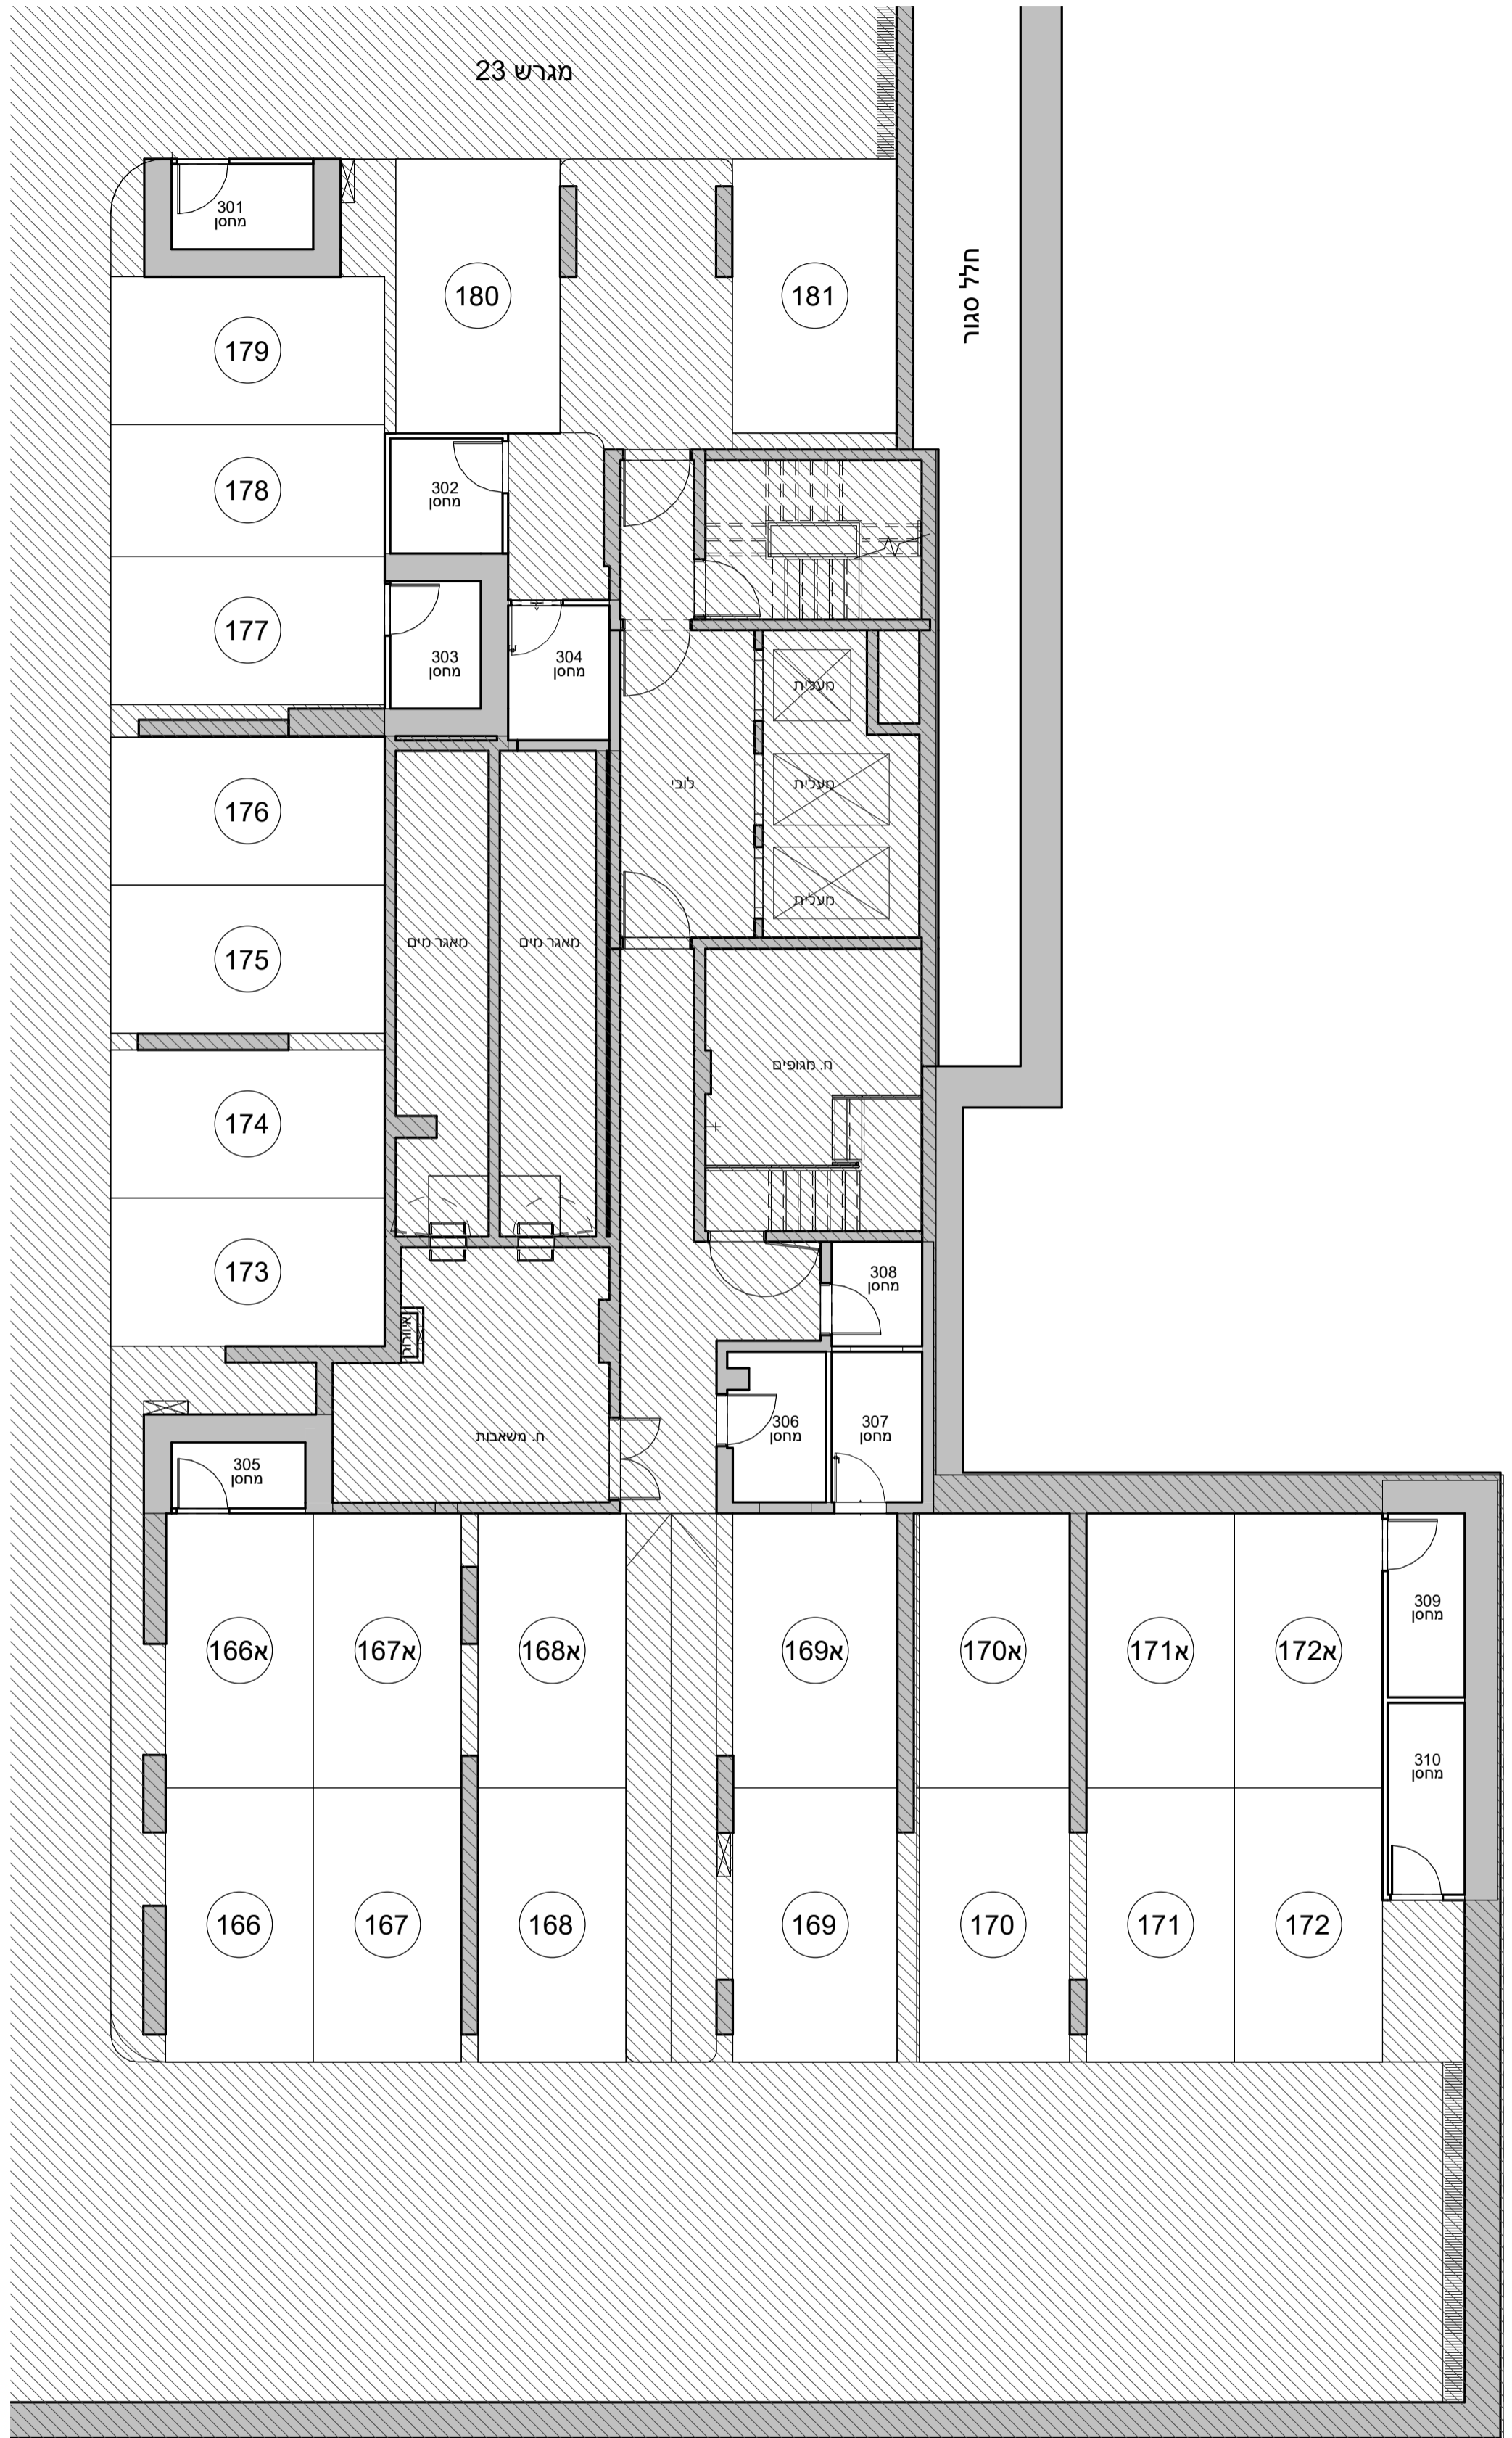 מגרש 23
301
מחסן
180
181
חלל סגור
179
178
302
מחסן
177
303
מחסן
304
מחסן
מעלית
176
לובי
מעלית
מעלית
175
מאגר מים
מאגר מים
ח. מגופים
174
173
308
מחסן
איוורור
306
מחסן
307
מחסן
ח. משאבות
305
מחסן
166א
167א
168א
169א
170א
171א
172א
309
מחסן
310
מחסן
166
167
168
169
170
171
172